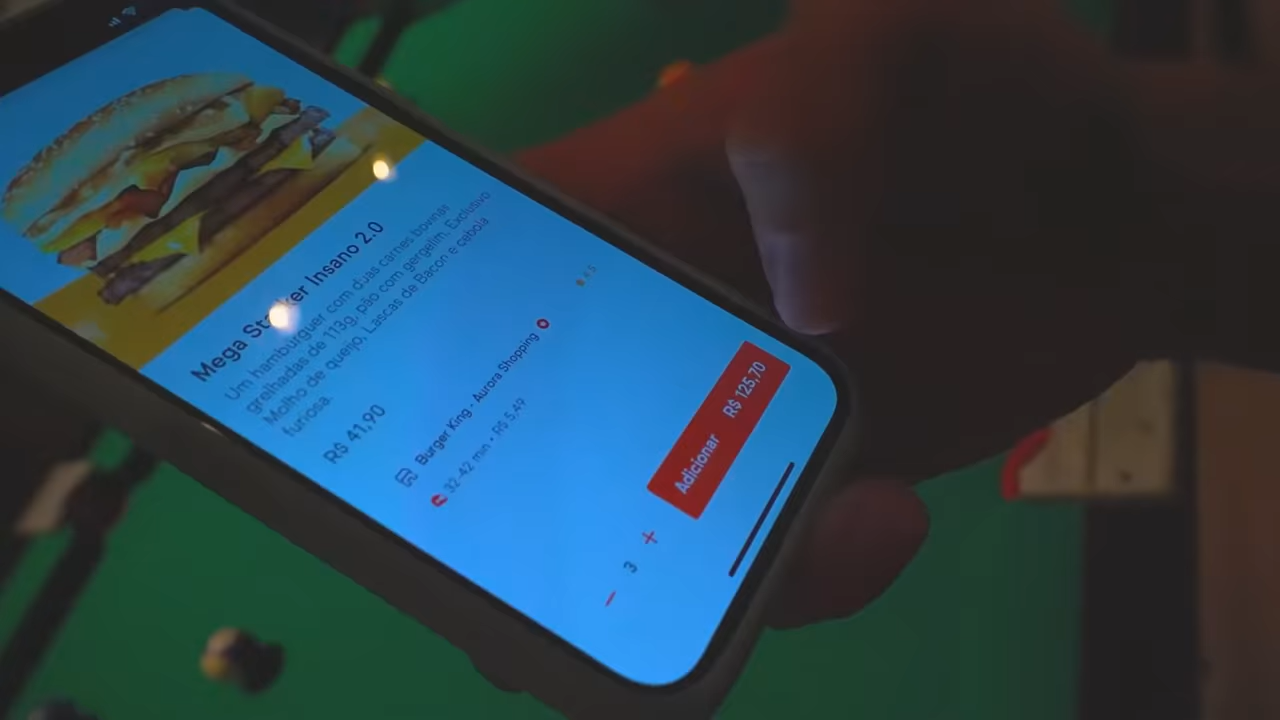 Mega Stacker Insano 2.0
Um hambúrguer com duas carnes bovinas
grelhadas de 113g, pão com gergelim, Exclusivo
Molho de queijo, Lascas de Bacon e cebola
furiosa.
R$ 41,90
Burger King - Aurora Shopping
32-42 min • R$ 5,49
3
Adicionar R$ 125,70